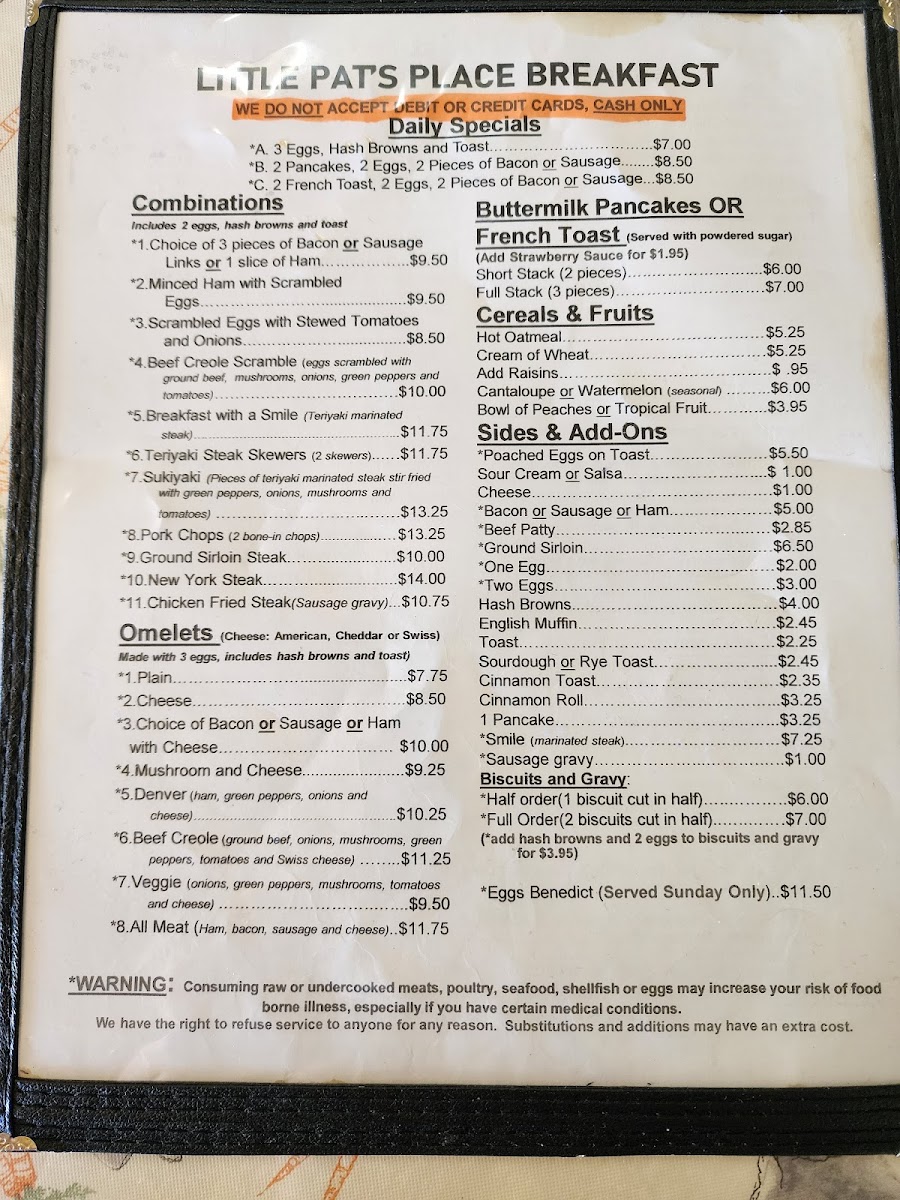 LITTLE PAT'S PLACE BREAKFAST
WE DO NOT ACCEPT DEBIT OR CREDIT CARDS, CASH ONLY
Daily Specials
*A. 3 Eggs, Hash Browns and Toast.................................$7.00
*B. 2 Pancakes, 2 Eggs, 2 Pieces of Bacon or Sausage........$8.50
*C. 2 French Toast, 2 Eggs, 2 Pieces of Bacon or Sausage...$8.50
Combinations
Includes 2 eggs, hash browns and toast
*1.Choice of 3 pieces of Bacon or Sausage
Links or 1 slice of Ham..................$9.50
*2.Minced Ham with Scrambled
Eggs..........................................$9.50
*3.Scrambled Eggs with Stewed Tomatoes
and Onions.................................$8.50
*4.Beef Creole Scramble (eggs scrambled with
ground beef, mushrooms, onions, green peppers and
tomatoes).....................................$10.00
*5.Breakfast with a Smile (Teriyaki marinated
steak)..........................................$11.75
*6.Teriyaki Steak Skewers (2 skewers)......$11.75
*7.Sukiyaki (Pieces of teriyaki marinated steak stir fried
with green peppers, onions, mushrooms and
tomatoes) .....................................$13.25
*8.Pork Chops (2 bone-in chops)................$13.25
*9.Ground Sirloin Steak......................$10.00
*10.New York Steak...........................$14.00
*11.Chicken Fried Steak(Sausage gravy)...$10.75
Omelets (Cheese: American, Cheddar or Swiss)
Made with 3 eggs, includes hash browns and toast)
*1.Plain...............................................$7.75
*2.Cheese...........................................$8.50
*3.Choice of Bacon or Sausage or Ham
with Cheese................................... $10.00
*4.Mushroom and Cheese.....................$9.25
*5.Denver (ham, green peppers, onions and
cheese).........................................$10.25
*6.Beef Creole (ground beef, onions, mushrooms, green
peppers, tomatoes and Swiss cheese) ........$11.25
*7.Veggie (onions, green peppers, mushrooms, tomatoes
and cheese) ......................................$9.50
*8.All Meat (Ham, bacon, sausage and cheese)..$11.75
Buttermilk Pancakes OR
French Toast (Served with powdered sugar)
(Add Strawberry Sauce for $1.95)
Short Stack (2 pieces)...........................$6.00
Full Stack (3 pieces).............................$7.00
Cereals & Fruits
Hot Oatmeal.........................................$5.25
Cream of Wheat...................................$5.25
Add Raisins..........................................$ .95
Cantaloupe or Watermelon (seasonal) .........$6.00
Bowl of Peaches or Tropical Fruit............$3.95
Sides & Add-Ons
*Poached Eggs on Toast........................$5.50
Sour Cream or Salsa.............................$ 1.00
Cheese................................................$1.00
*Bacon or Sausage or Ham....................$5.00
*Beef Patty...........................................$2.85
*Ground Sirloin.....................................$6.50
*One Egg.............................................$2.00
*Two Eggs...........................................$3.00
Hash Browns........................................$4.00
English Muffin.......................................$2.45
Toast...................................................$2.25
Sourdough or Rye Toast........................$2.45
Cinnamon Toast....................................$2.35
Cinnamon Roll......................................$3.25
1 Pancake............................................$3.25
*Smile (marinated steak)...........................$7.25
*Sausage gravy.....................................$1.00
Biscuits and Gravy:
*Half order(1 biscuit cut in half)................$6.00
*Full Order(2 biscuits cut in half)..............$7.00
(*add hash browns and 2 eggs to biscuits and gravy
for $3.95)
*Eggs Benedict (Served Sunday Only)..$11.50
*WARNING: Consuming raw or undercooked meats, poultry, seafood, shellfish or eggs may increase your risk of food
borne illness, especially if you have certain medical conditions.
We have the right to refuse service to anyone for any reason. Substitutions and additions may have an extra cost.